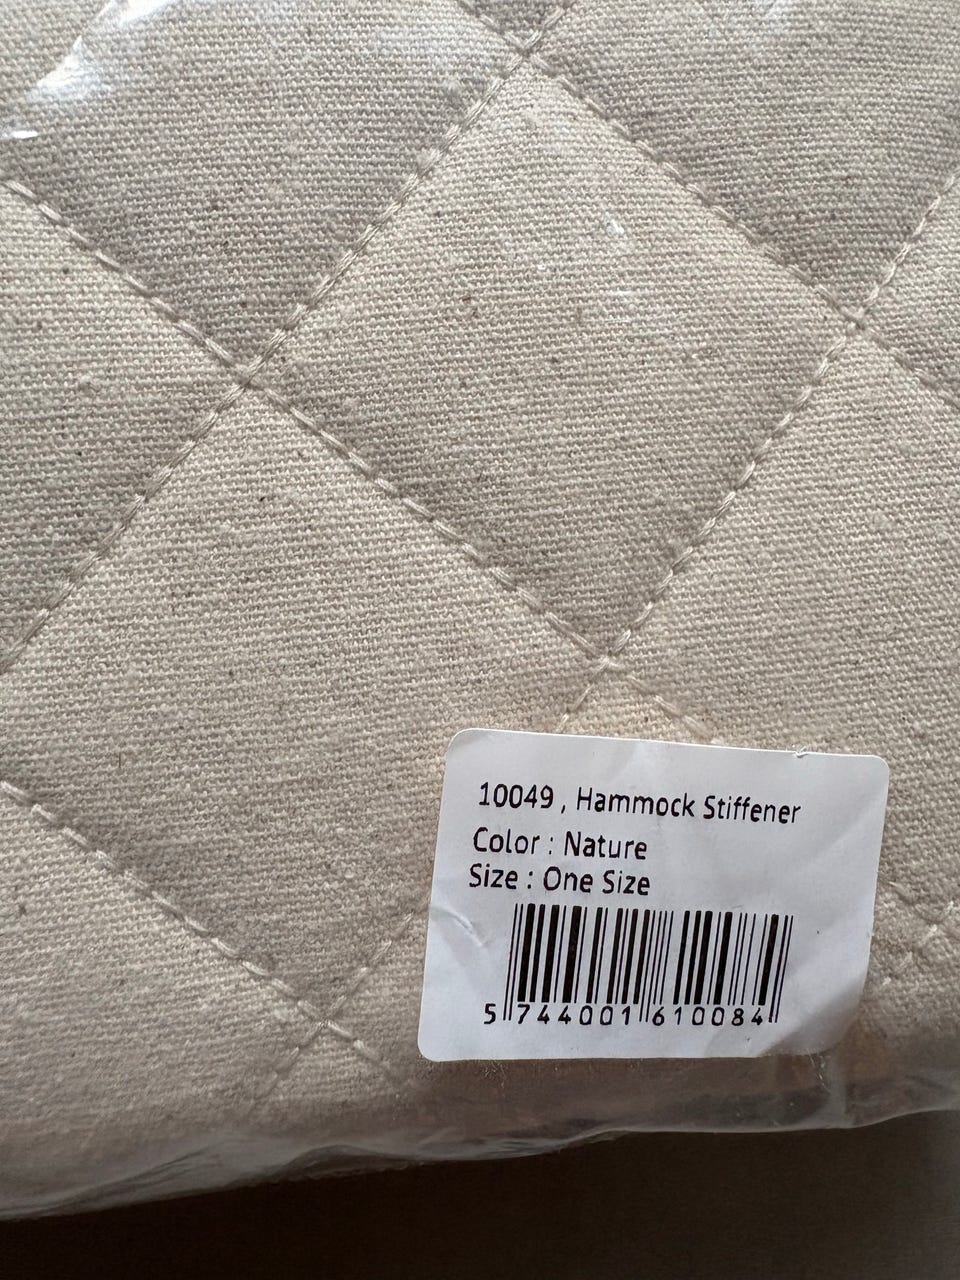 10049 , Hammock Stiffener
Color : Nature
Size : One Size
5 744001 610084